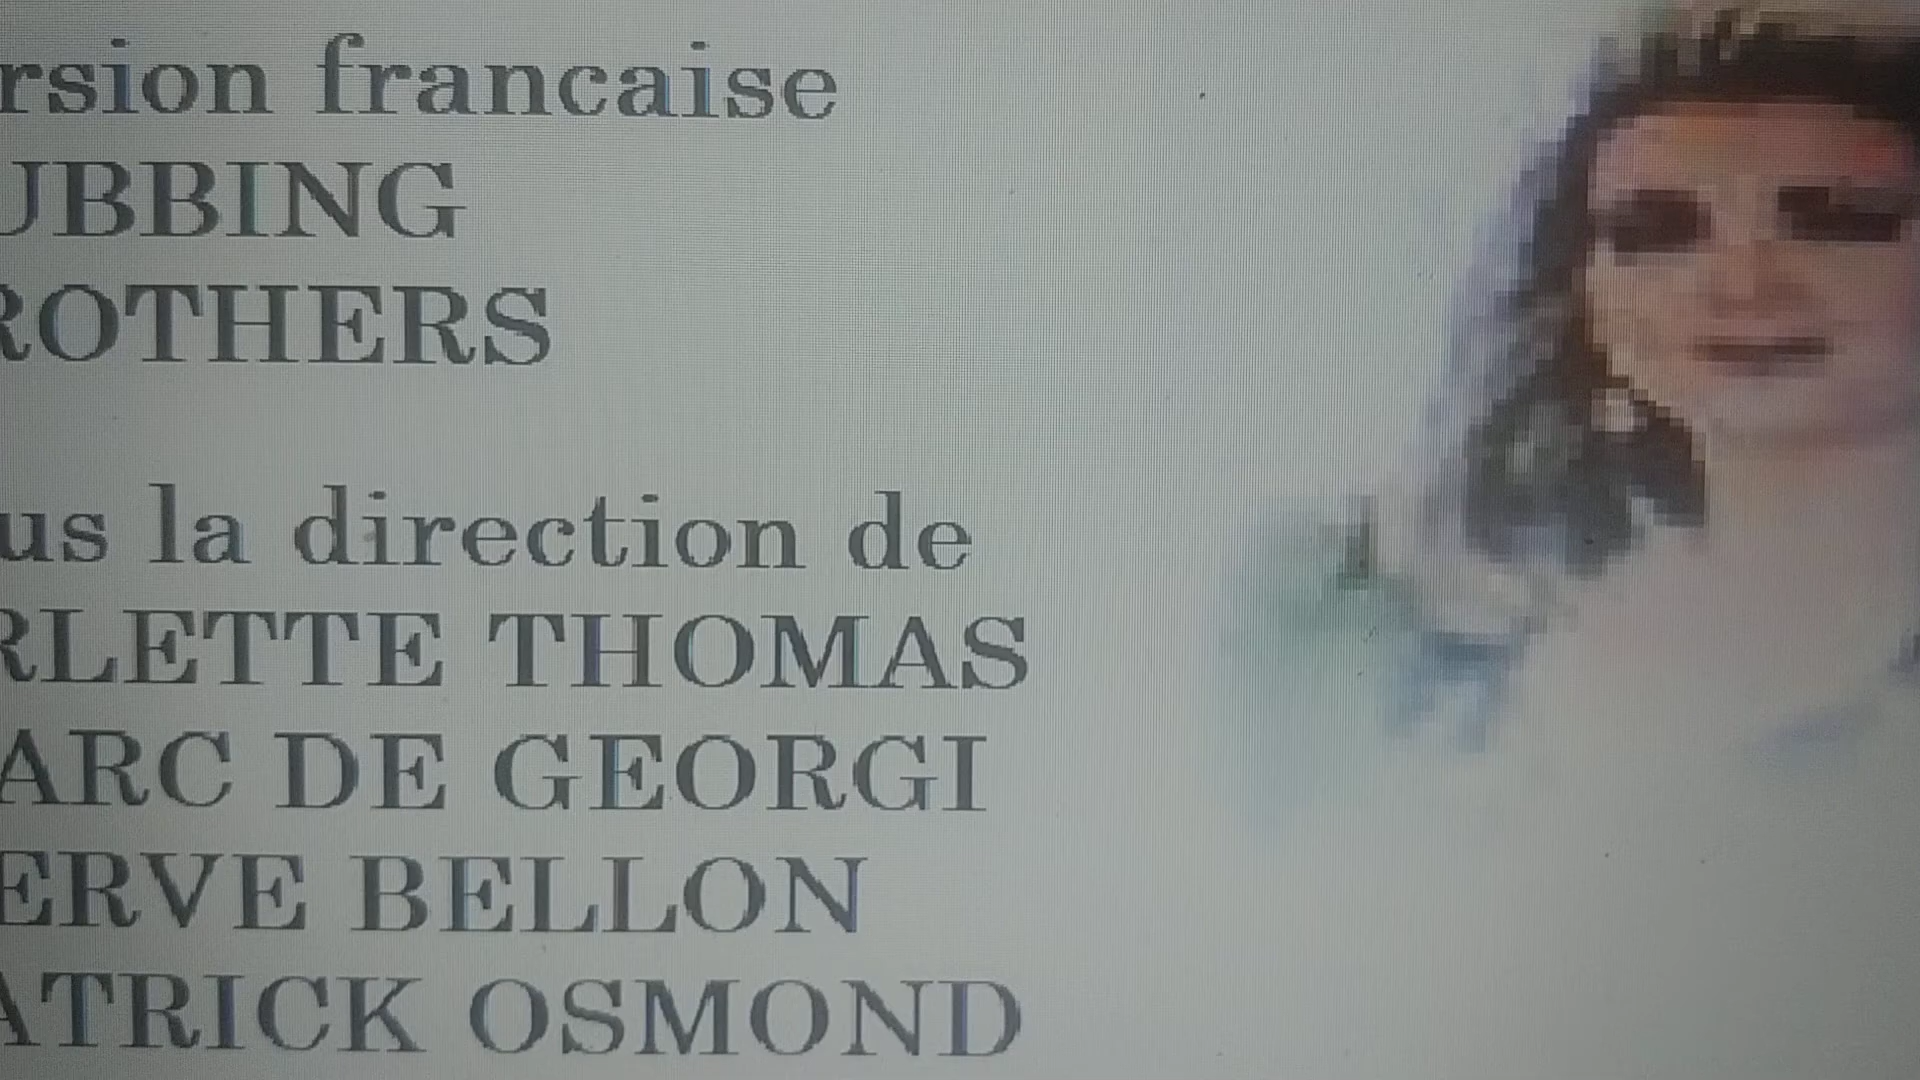 rsion francaise
UBBING
ROTHERS
us la direction de
RLETTE THOMAS
ARC DE GEORGI
ERVE BELLON
ATRICK OSMOND